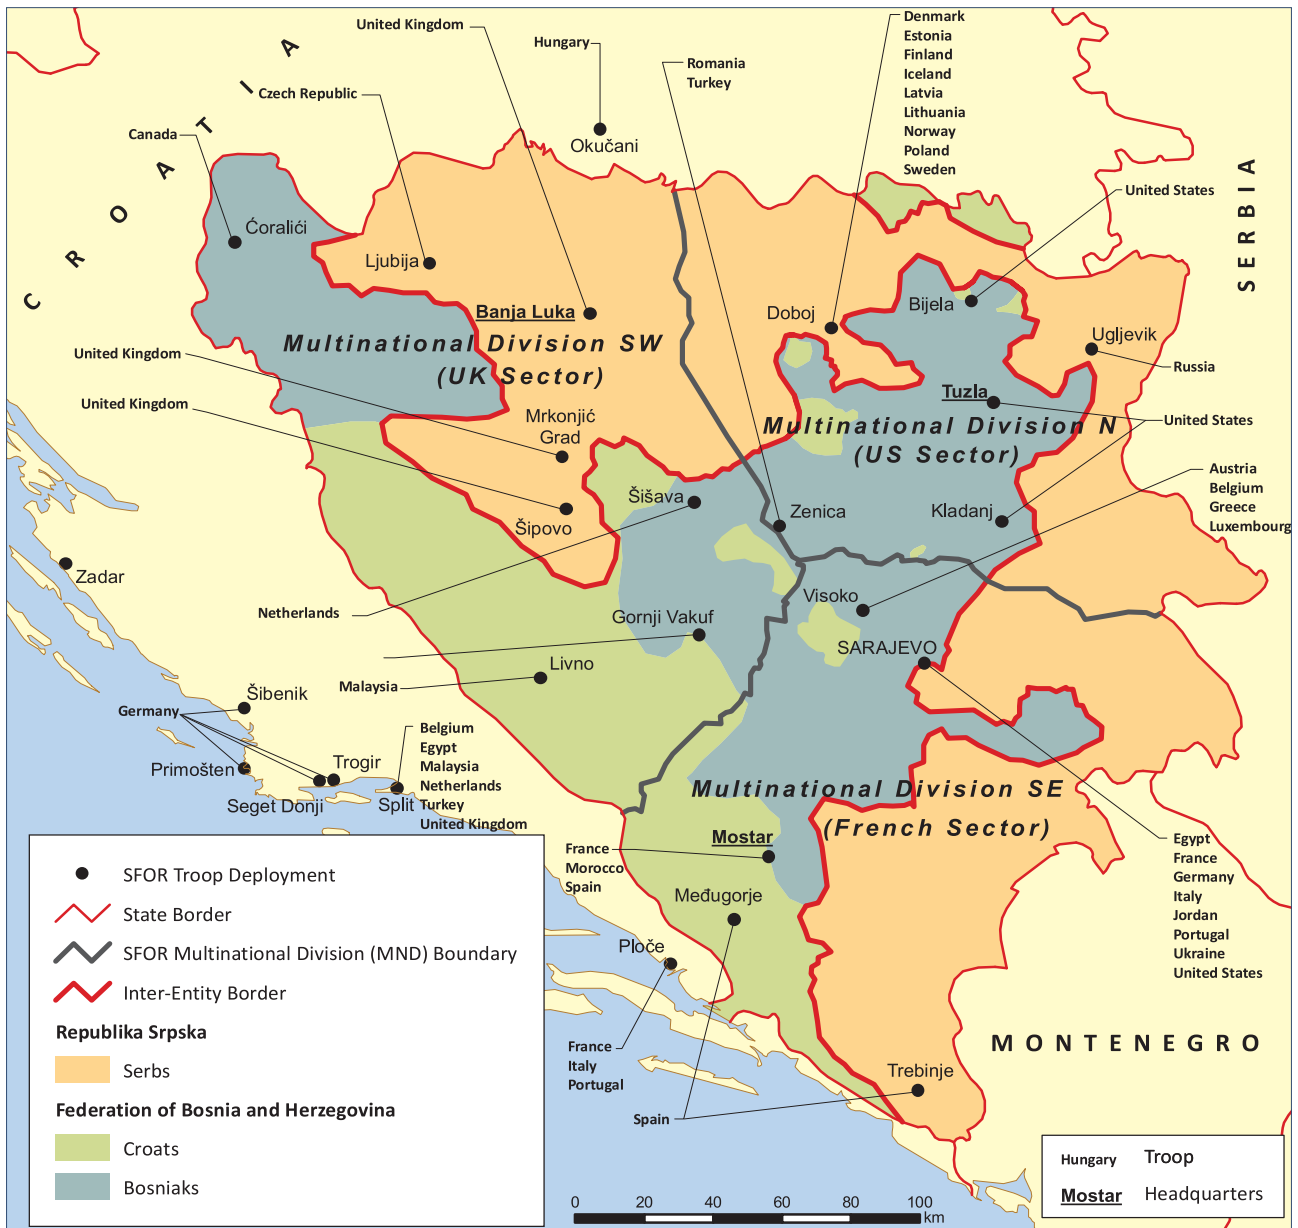 United Kingdom
Denmark
Estonia
Finland
Iceland
Latvia
Lithuania
Norway
Poland
Sweden
Hungary
Romania
Turkey
CROATIA
Czech Republic
Canada
Okučani
SERBIA
United States
Ćoralići
Ljubija
Banja Luka
Doboj
Bijela
Ugljevik
Multinational Division SW
(UK Sector)
United Kingdom
Russia
United Kingdom
Tuzla
Mrkonjić
Grad
Multinational Division N
(US Sector)
United States
Austria
Belgium
Greece
Luxembourg
Šišava
Šipovo
Zenica
Kladanj
Zadar
Netherlands
Visoko
Gornji Vakuf
SARAJEVO
Livno
Malaysia
Šibenik
Germany
Belgium
Egypt
Malaysia
Netherlands
Turkey
United Kingdom
Primošten
Trogir
Seget Donji
Split
Multinational Division SE
(French Sector)
Mostar
France
Morocco
Spain
Egypt
France
Germany
Italy
Jordan
Portugal
Ukraine
United States
Međugorje
Ploče
France
Italy
Portugal
MONTENEGRO
Trebinje
Spain
SFOR Troop Deployment
State Border
SFOR Multinational Division (MND) Boundary
Inter-Entity Border
Republika Srpska
Serbs
Federation of Bosnia and Herzegovina
Croats
Bosniaks
Hungary Troop
Mostar Headquarters
0 20 40 60 80 100
km